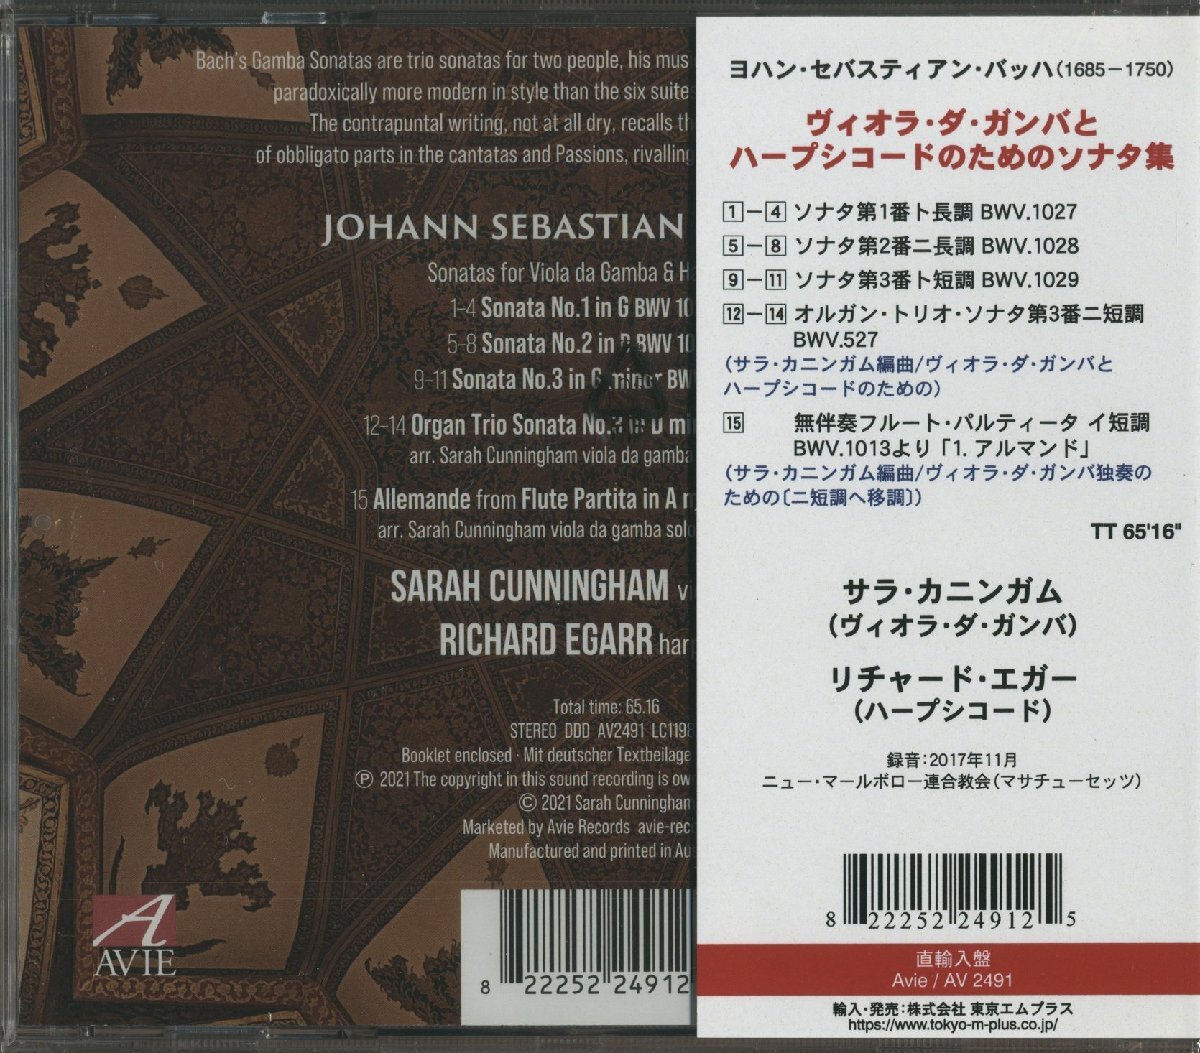 Bach's Gamba Sonatas are trio sonatas for two people, his mus
paradoxically more modern in style than the six suite
The contrapuntal writing, not at all dry, recalls th
of obbligato parts in the cantatas and Passions, rivalling
JOHANN SEBASTIAN
Sonatas for Viola da Gamba & H
1-4 Sonata No.1 in G BWV 10
5-8 Sonata No.2 in D BWV 10
9-11 Sonata No.3 in G minor BW
12-14 Organ Trio Sonata No.3 in D mi
arr. Sarah Cunningham viola da gamba
15 Allemande from Flute Partita in A
arr. Sarah Cunningham viola da gamba solo
SARAH CUNNINGHAM
RICHARD EGARR har
Total time: 65.16
STEREO DDD AV2491 LC1198
Booklet enclosed · Mit deutscher Textbeilage
Ⓟ 2021 The copyright in this sound recording is ow
© 2021 Sarah Cunningham
Marketed by Avie Records avie-rec
Manufactured and printed in Au
A
AVIE
8 22252 24912
ヨハン・セバスティアン・バッハ(1685-1750)
ヴィオラ・ダ・ガンバと
ハープシコードのためのソナタ集
1-4 ソナタ第1番ト長調 BWV.1027
5-8 ソナタ第2番ニ長調 BWV.1028
9-11 ソナタ第3番ト短調 BWV.1029
12-14 オルガン・トリオ・ソナタ第3番ニ短調
BWV.527
(サラ・カニンガム編曲/ヴィオラ・ダ・ガンバと
ハープシコードのための)
15 無伴奏フルート・パルティータ イ短調
BWV.1013より「1. アルマンド」
(サラ・カニンガム編曲/ヴィオラ・ダ・ガンバ独奏の
ための〔ニ短調へ移調〕)
TT 65'16"
サラ・カニンガム
(ヴィオラ・ダ・ガンバ)
リチャード・エガー
(ハープシコード)
録音:2017年11月
ニュー・マールボロー連合教会(マサチューセッツ)
8 22252 24912 5
直輸入盤
Avie / AV 2491
輸入・発売:株式会社 東京エムプラス
https://www.tokyo-m-plus.co.jp/